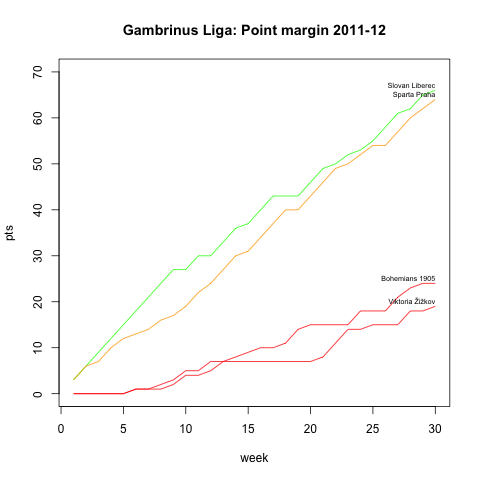 Gambrinus Liga: Point margin 2011-12
pts
70
60
50
40
30
20
10
0
Slovan Liberec
Sparta Praha
Bohemians 1905
Viktoria Žižkov
0 5 10 15 20 25 30
week